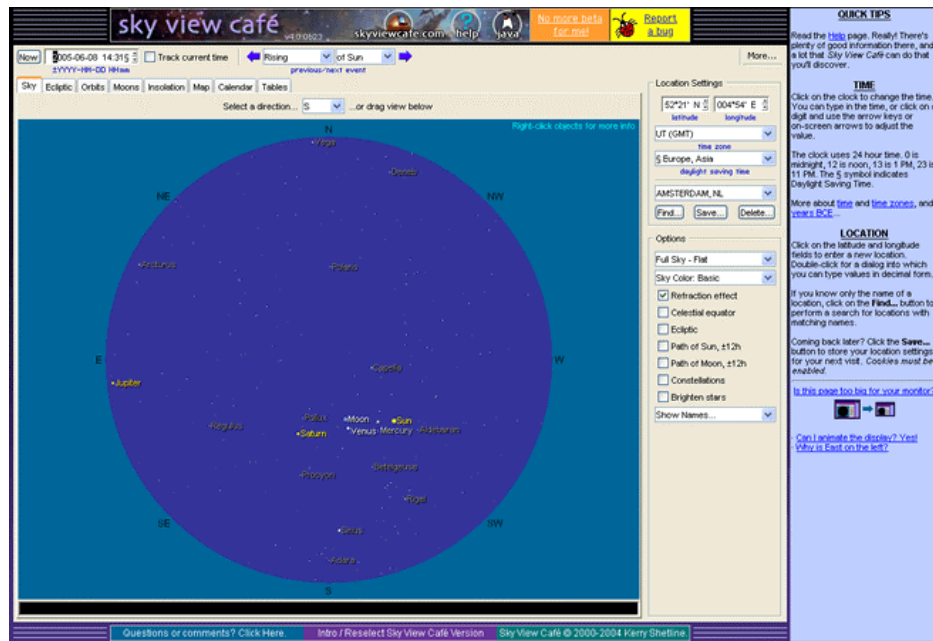 sky view café
v4.0.0623
skyviewcafe.com
help
java
No more beta
for me!
Report
a bug
Now
2005-06-08 14:31§
Track current time
Rising
of Sun
More...
±YYYY-MM-DD HH:mm
previous/next event
Sky
Ecliptic
Orbits
Moons
Insolation
Map
Calendar
Tables
Select a direction...
S
...or drag view below
Right-click objects for more info
N
Vega
Deneb
NE
NW
Arcturus
Polaris
E
W
Capella
Jupiter
Regulus
Pollux
Moon
Sun
Saturn
Venus
Mercury
Aldebaran
Betelgeuse
Procyon
Rigel
SE
SW
Sirius
Adara
S
Location Settings
52°21' N
004°54' E
latitude
longitude
UT (GMT)
time zone
§ Europe, Asia
daylight saving time
AMSTERDAM, NL
Find...
Save...
Delete...
Options
Full Sky - Flat
Sky Color: Basic
Refraction effect
Celestial equator
Ecliptic
Path of Sun, ±12h
Path of Moon, ±12h
Constellations
Brighten stars
Show Names...
QUICK TIPS
Read the Help page. Really! There's
plenty of good information there, and
a lot that Sky View Café can do that
you'll discover.
TIME
Click on the clock to change the time.
You can type in the time, or click on
digit and use the arrow keys or
on-screen arrows to adjust the
value.
The clock uses 24 hour time. 0 is
midnight, 12 is noon, 13 is 1 PM, 23 is
11 PM. The § symbol indicates
Daylight Saving Time.
More about time and time zones, and
years BCE...
LOCATION
Click on the latitude and longitude
fields to enter a new location.
Double-click for a dialog into which
you can type values in decimal form.
If you know only the name of a
location, click on the Find... button to
perform a search for locations with
matching names.
Coming back later? Click the Save...
button to store your location settings
for your next visit. Cookies must be
enabled.
Is this page too big for your monitor?
· Can I animate the display? Yes!
· Why is East on the left?
Questions or comments? Click Here.
Intro / Reselect Sky View Café Version
Sky View Café © 2000-2004 Kerry Shetline.